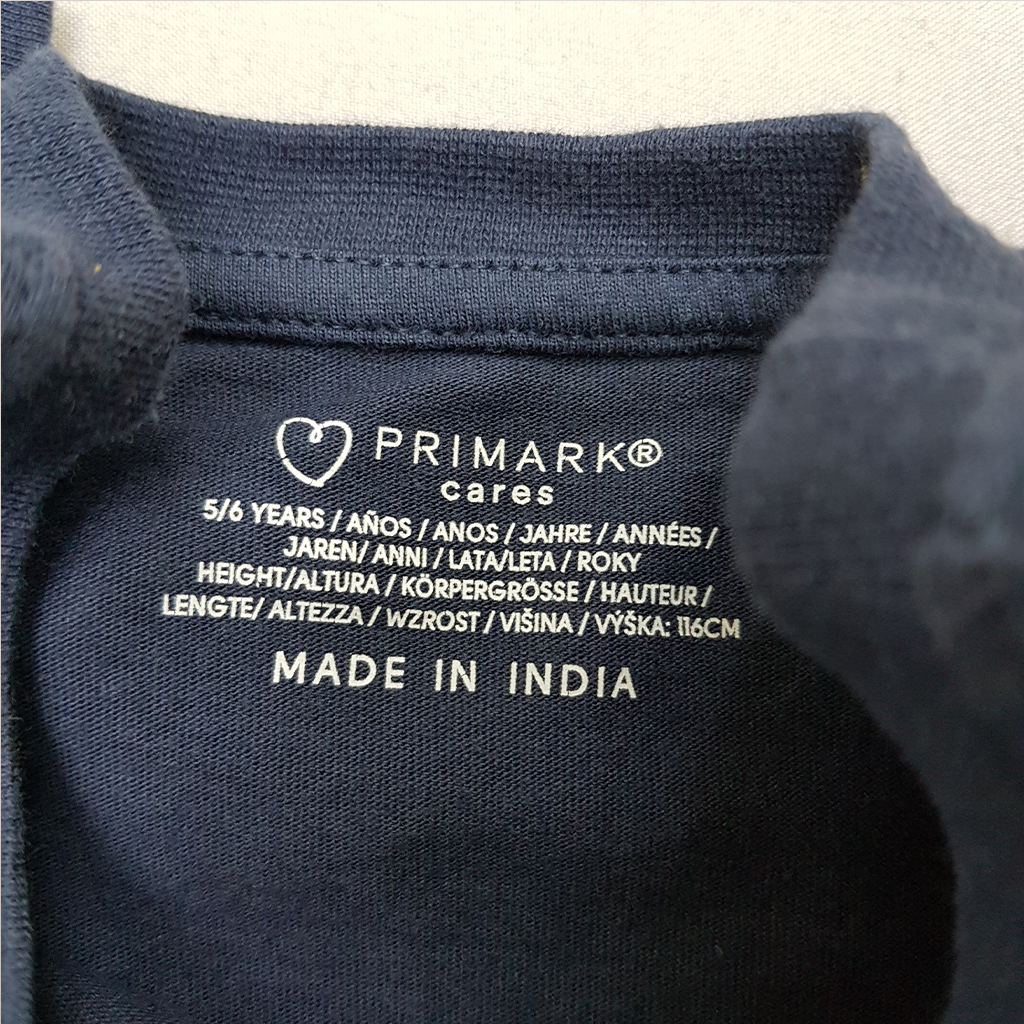 PRIMARK®
cares
5/6 YEARS / AÑOS / ANOS / JAHRE / ANNÉES /
JAREN/ ANNI / LATA/LETA / ROKY
HEIGHT/ALTURA / KÖRPERGRÖSSE / HAUTEUR /
LENGTE/ ALTEZZA / WZROST / VIŠINA / VÝŠKA: 116CM
MADE IN INDIA